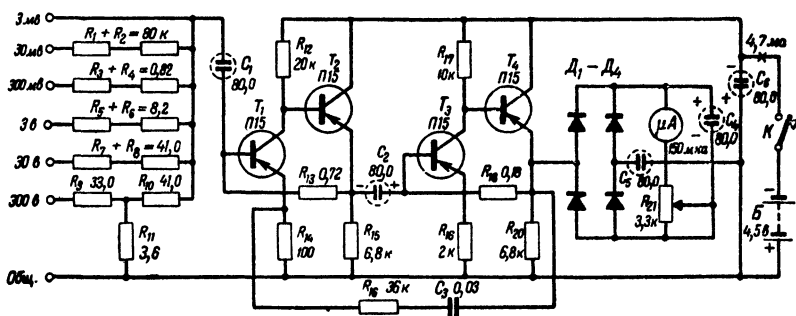 3 мв
30 мв
R1 + R2 = 80 к
300 мв
R3 + R4 = 0,82
3 в
R5 + R6 = 8,2
30 в
R7 + R8 = 41,0
300 в
R9 33,0
R10 41,0
R11
3,6
Общ.
C1
80,0
R12
20 к
T1
П15
T2
П15
R13 0,72
C2
80,0
R14
100
R15
6,8 к
R17
10 к
T3
П15
T4
П15
R18 0,18
R16
2 к
R20
6,8 к
R16 36 к
C3 0,03
Д1 – Д4
μA
150 мка
C4
80,0
C5 80,0
R21
3,3 к
4,7 ма
C6
80,0
К
Б
4,5 в